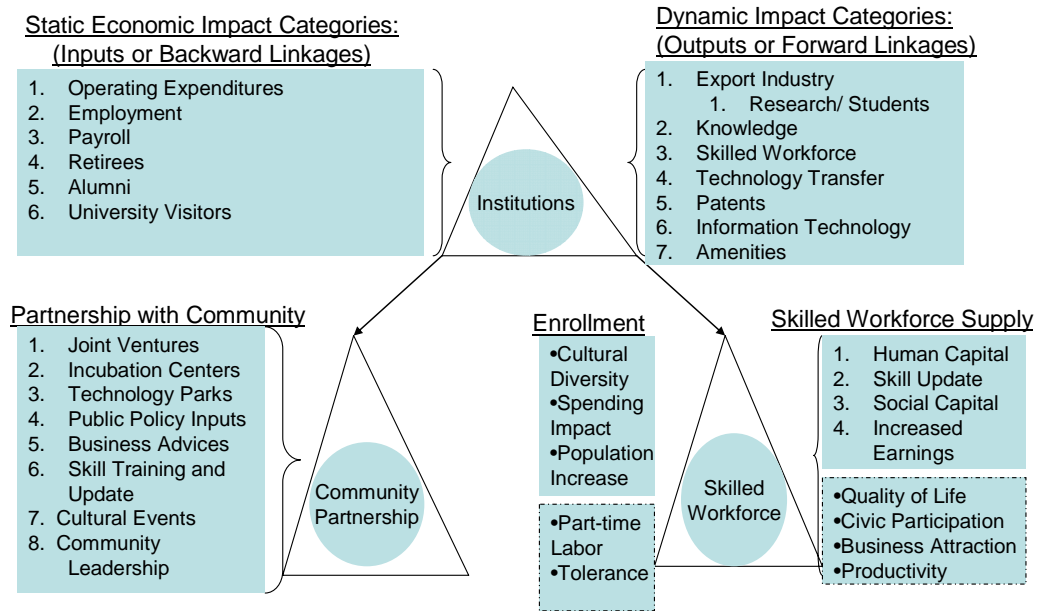 Static Economic Impact Categories:
(Inputs or Backward Linkages)
1. Operating Expenditures
2. Employment
3. Payroll
4. Retirees
5. Alumni
6. University Visitors
Institutions
Dynamic Impact Categories:
(Outputs or Forward Linkages)
1. Export Industry
1. Research/ Students
2. Knowledge
3. Skilled Workforce
4. Technology Transfer
5. Patents
6. Information Technology
7. Amenities
Partnership with Community
1. Joint Ventures
2. Incubation Centers
3. Technology Parks
4. Public Policy Inputs
5. Business Advices
6. Skill Training and
Update
7. Cultural Events
8. Community
Leadership
Community
Partnership
Enrollment
•Cultural
Diversity
•Spending
Impact
•Population
Increase
•Part-time
Labor
•Tolerance
Skilled
Workforce
Skilled Workforce Supply
1. Human Capital
2. Skill Update
3. Social Capital
4. Increased
Earnings
•Quality of Life
•Civic Participation
•Business Attraction
•Productivity